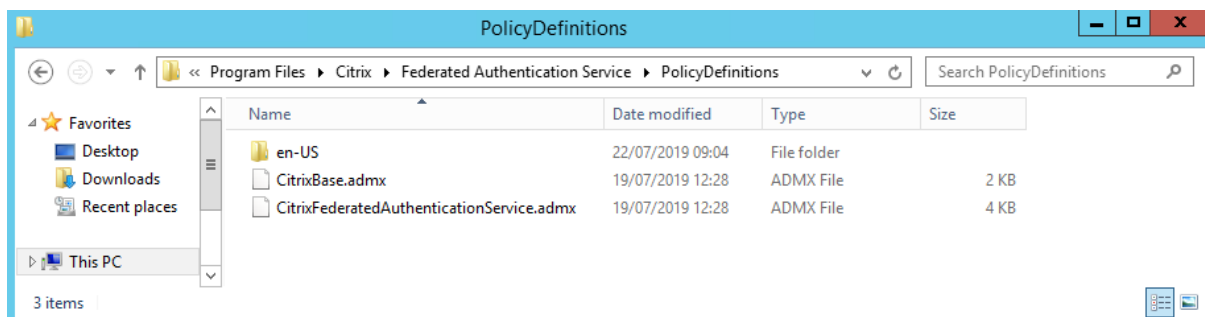 PolicyDefinitions
« Program Files ▸ Citrix ▸ Federated Authentication Service ▸ PolicyDefinitions
Search PolicyDefinitions
Name Date modified Type Size
Favorites
Desktop
Downloads
Recent places
This PC
en-US 22/07/2019 09:04 File folder
CitrixBase.admx 19/07/2019 12:28 ADMX File 2 KB
CitrixFederatedAuthenticationService.admx 19/07/2019 12:28 ADMX File 4 KB
3 items